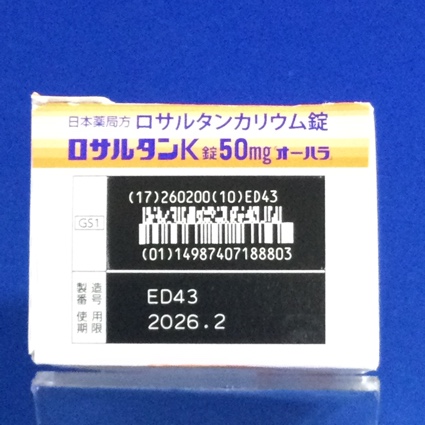 日本薬局方 ロサルタンカリウム錠
ロサルタンK錠50mg オーハラ
(17)260200(10)ED43
GS1
(01)14987407188803
製造番号 ED43
使用期限 2026.2